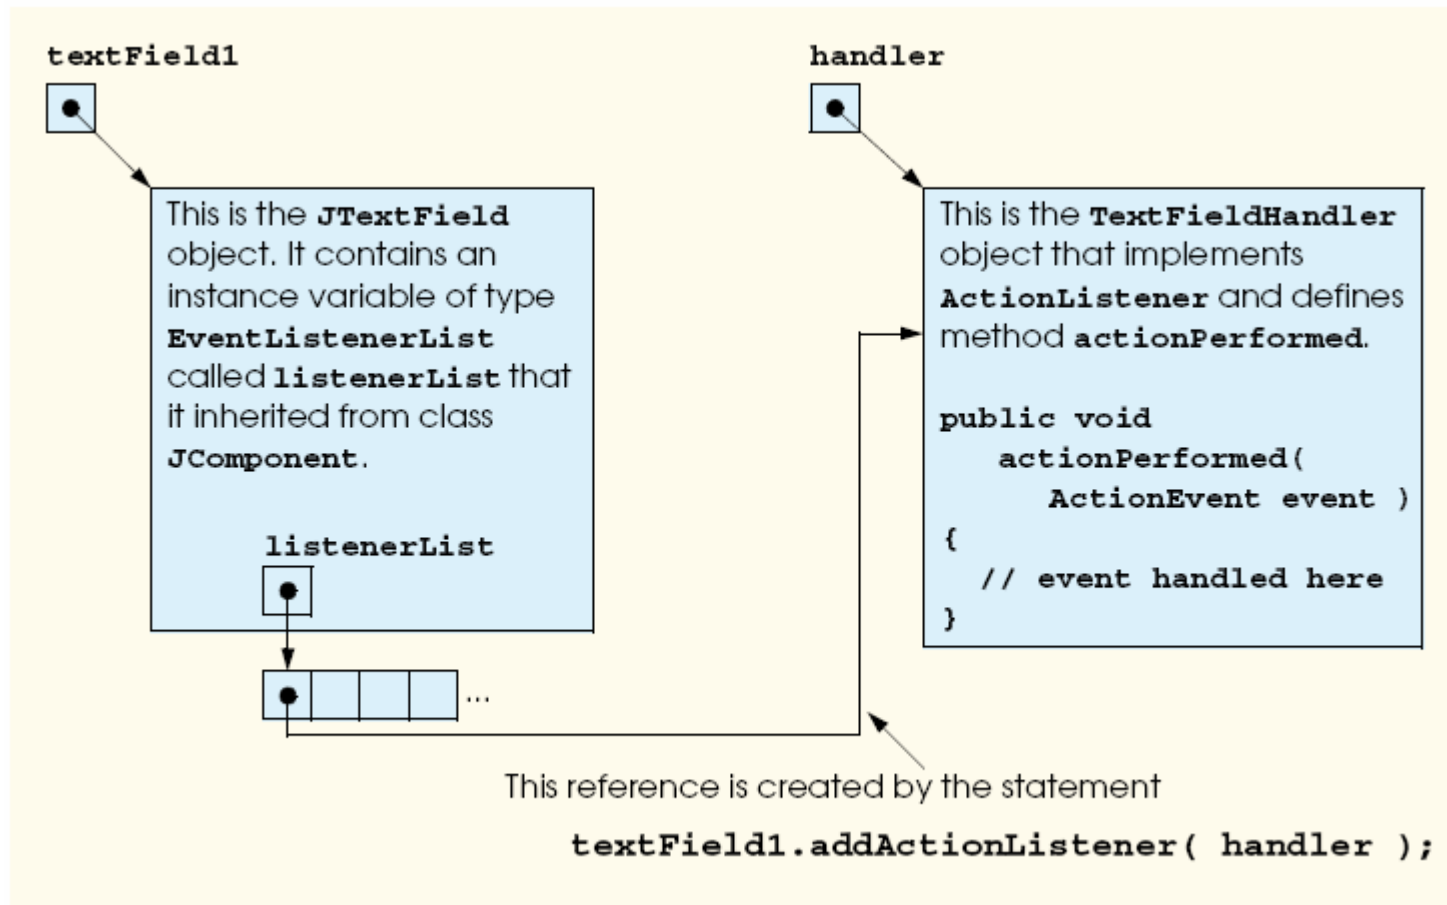 textField1
This is the JTextField
object. It contains an
instance variable of type
EventListenerList
called listenerList that
it inherited from class
JComponent.
listenerList
...
handler
This is the TextFieldHandler
object that implements
ActionListener and defines
method actionPerformed.
public void
actionPerformed(
ActionEvent event )
{
// event handled here
}
This reference is created by the statement
textField1.addActionListener( handler );